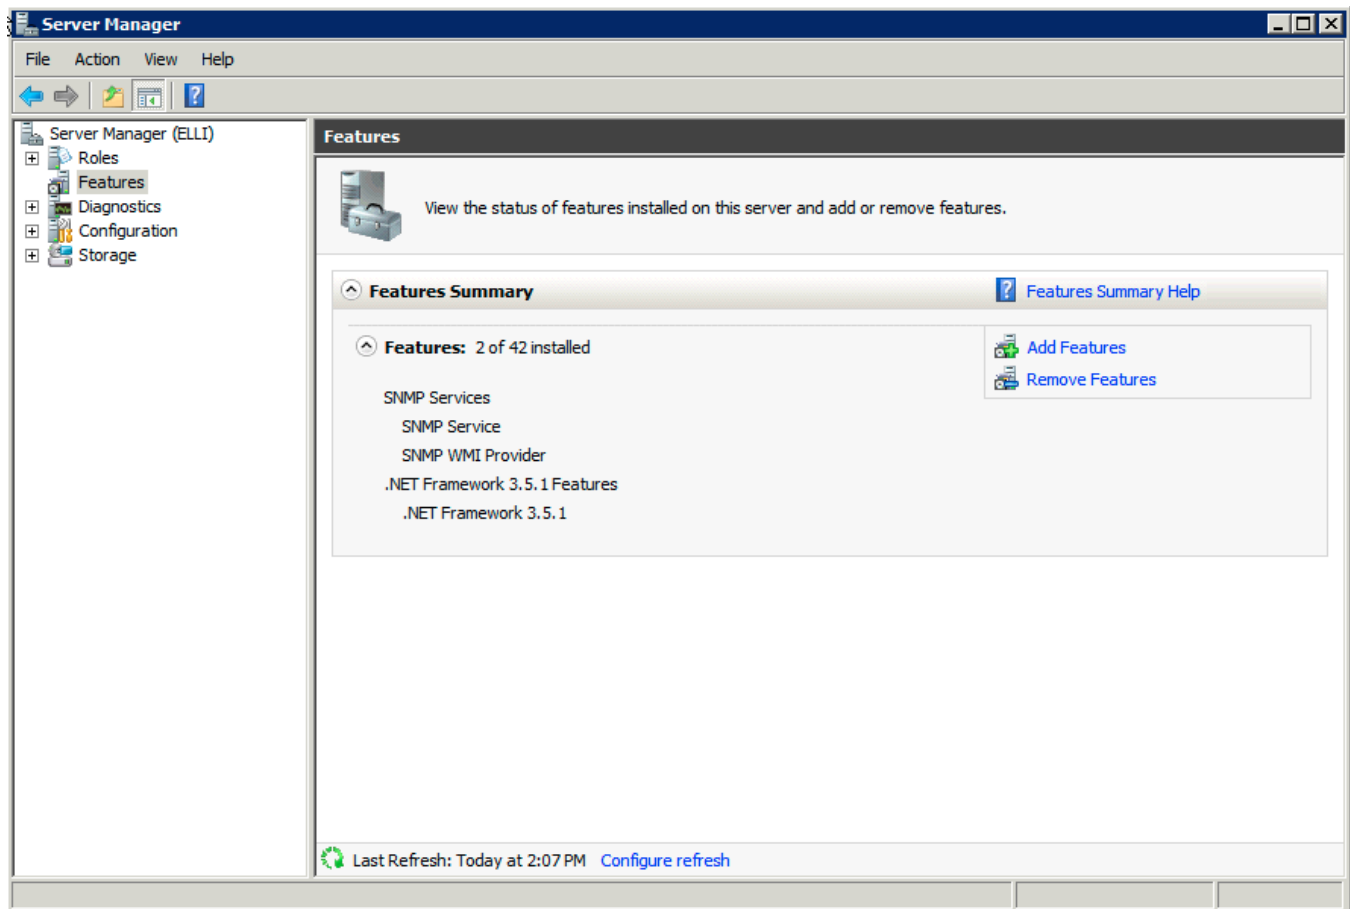 Server Manager
File Action View Help
Server Manager (ELLI)
Roles
Features
Diagnostics
Configuration
Storage
Features
View the status of features installed on this server and add or remove features.
Features Summary
Features Summary Help
Features: 2 of 42 installed
Add Features
Remove Features
SNMP Services
SNMP Service
SNMP WMI Provider
.NET Framework 3.5.1 Features
.NET Framework 3.5.1
Last Refresh: Today at 2:07 PM Configure refresh